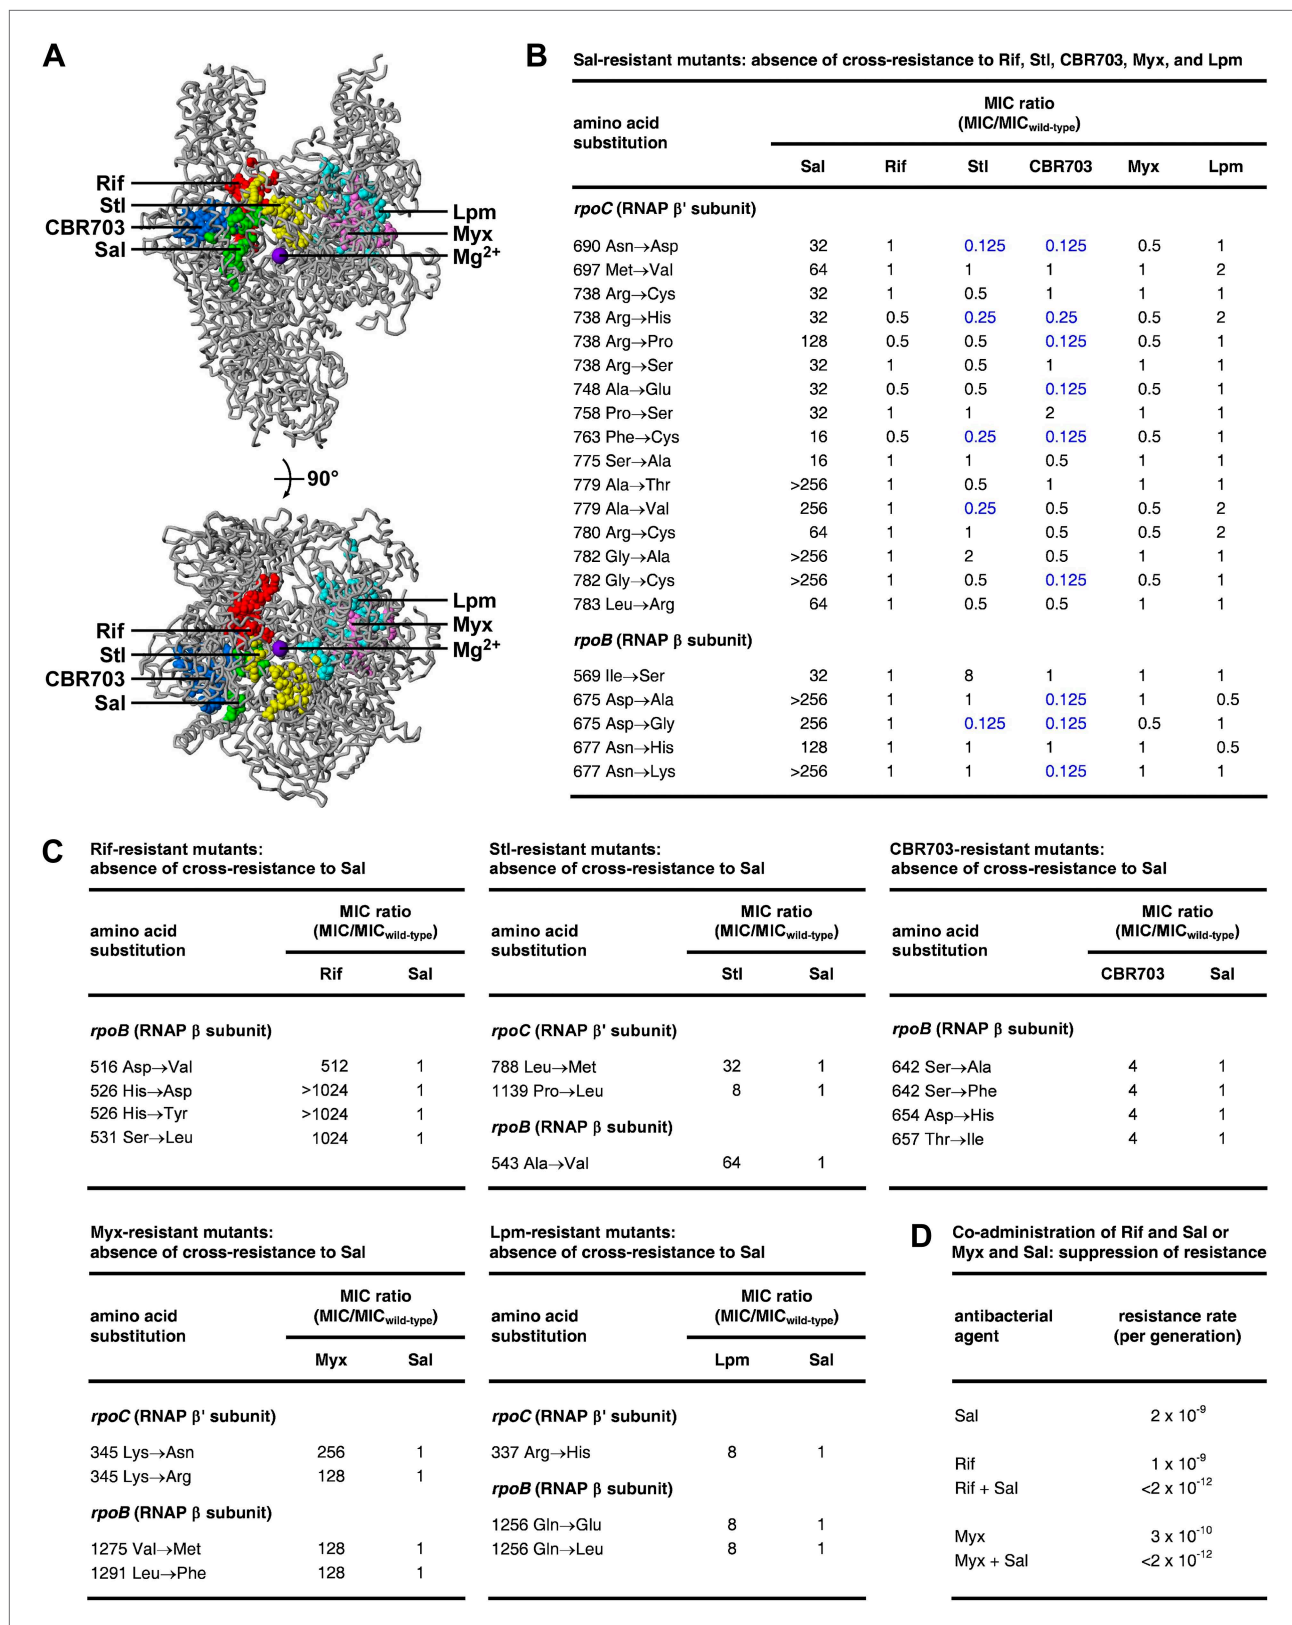 A
Rif
Stl
CBR703
Sal
Lpm
Myx
Mg2+
90°
Rif
Stl
CBR703
Sal
Lpm
Myx
Mg2+
B
Sal-resistant mutants: absence of cross-resistance to Rif, Stl, CBR703, Myx, and Lpm
amino acid substitution
MIC ratio
(MIC/MICwild-type)
Sal Rif Stl CBR703 Myx Lpm
rpoC (RNAP β' subunit)
690 Asn→Asp 32 1 0.125 0.125 0.5 1
697 Met→Val 64 1 1 1 1 2
738 Arg→Cys 32 1 0.5 1 1 1
738 Arg→His 32 0.5 0.25 0.25 0.5 2
738 Arg→Pro 128 0.5 0.5 0.125 0.5 1
738 Arg→Ser 32 1 0.5 1 1 1
748 Ala→Glu 32 0.5 0.5 0.125 0.5 1
758 Pro→Ser 32 1 1 2 1 1
763 Phe→Cys 16 0.5 0.25 0.125 0.5 1
775 Ser→Ala 16 1 1 0.5 1 1
779 Ala→Thr >256 1 0.5 1 1 1
779 Ala→Val 256 1 0.25 0.5 0.5 2
780 Arg→Cys 64 1 1 0.5 0.5 2
782 Gly→Ala >256 1 2 0.5 1 1
782 Gly→Cys >256 1 0.5 0.125 0.5 1
783 Leu→Arg 64 1 0.5 0.5 1 1
rpoB (RNAP β subunit)
569 Ile→Ser 32 1 8 1 1 1
675 Asp→Ala >256 1 1 0.125 1 0.5
675 Asp→Gly 256 1 0.125 0.125 0.5 1
677 Asn→His 128 1 1 1 1 0.5
677 Asn→Lys >256 1 1 0.125 1 1
C
Rif-resistant mutants:
absence of cross-resistance to Sal
amino acid
substitution
MIC ratio
(MIC/MICwild-type)
Rif Sal
rpoB (RNAP β subunit)
516 Asp→Val 512 1
526 His→Asp >1024 1
526 His→Tyr >1024 1
531 Ser→Leu 1024 1
Stl-resistant mutants:
absence of cross-resistance to Sal
amino acid
substitution
MIC ratio
(MIC/MICwild-type)
Stl Sal
rpoC (RNAP β' subunit)
788 Leu→Met 32 1
1139 Pro→Leu 8 1
rpoB (RNAP β subunit)
543 Ala→Val 64 1
CBR703-resistant mutants:
absence of cross-resistance to Sal
amino acid
substitution
MIC ratio
(MIC/MICwild-type)
CBR703 Sal
rpoB (RNAP β subunit)
642 Ser→Ala 4 1
642 Ser→Phe 4 1
654 Asp→His 4 1
657 Thr→Ile 4 1
Myx-resistant mutants:
absence of cross-resistance to Sal
amino acid
substitution
MIC ratio
(MIC/MICwild-type)
Myx Sal
rpoC (RNAP β' subunit)
345 Lys→Asn 256 1
345 Lys→Arg 128 1
rpoB (RNAP β subunit)
1275 Val→Met 128 1
1291 Leu→Phe 128 1
Lpm-resistant mutants:
absence of cross-resistance to Sal
amino acid
substitution
MIC ratio
(MIC/MICwild-type)
Lpm Sal
rpoC (RNAP β' subunit)
337 Arg→His 8 1
rpoB (RNAP β subunit)
1256 Gln→Glu 8 1
1256 Gln→Leu 8 1
D
Co-administration of Rif and Sal or
Myx and Sal: suppression of resistance
antibacterial
agent
resistance rate
(per generation)
Sal 2 x 10-9
Rif 1 x 10-9
Rif + Sal <2 x 10-12
Myx 3 x 10-10
Myx + Sal <2 x 10-12